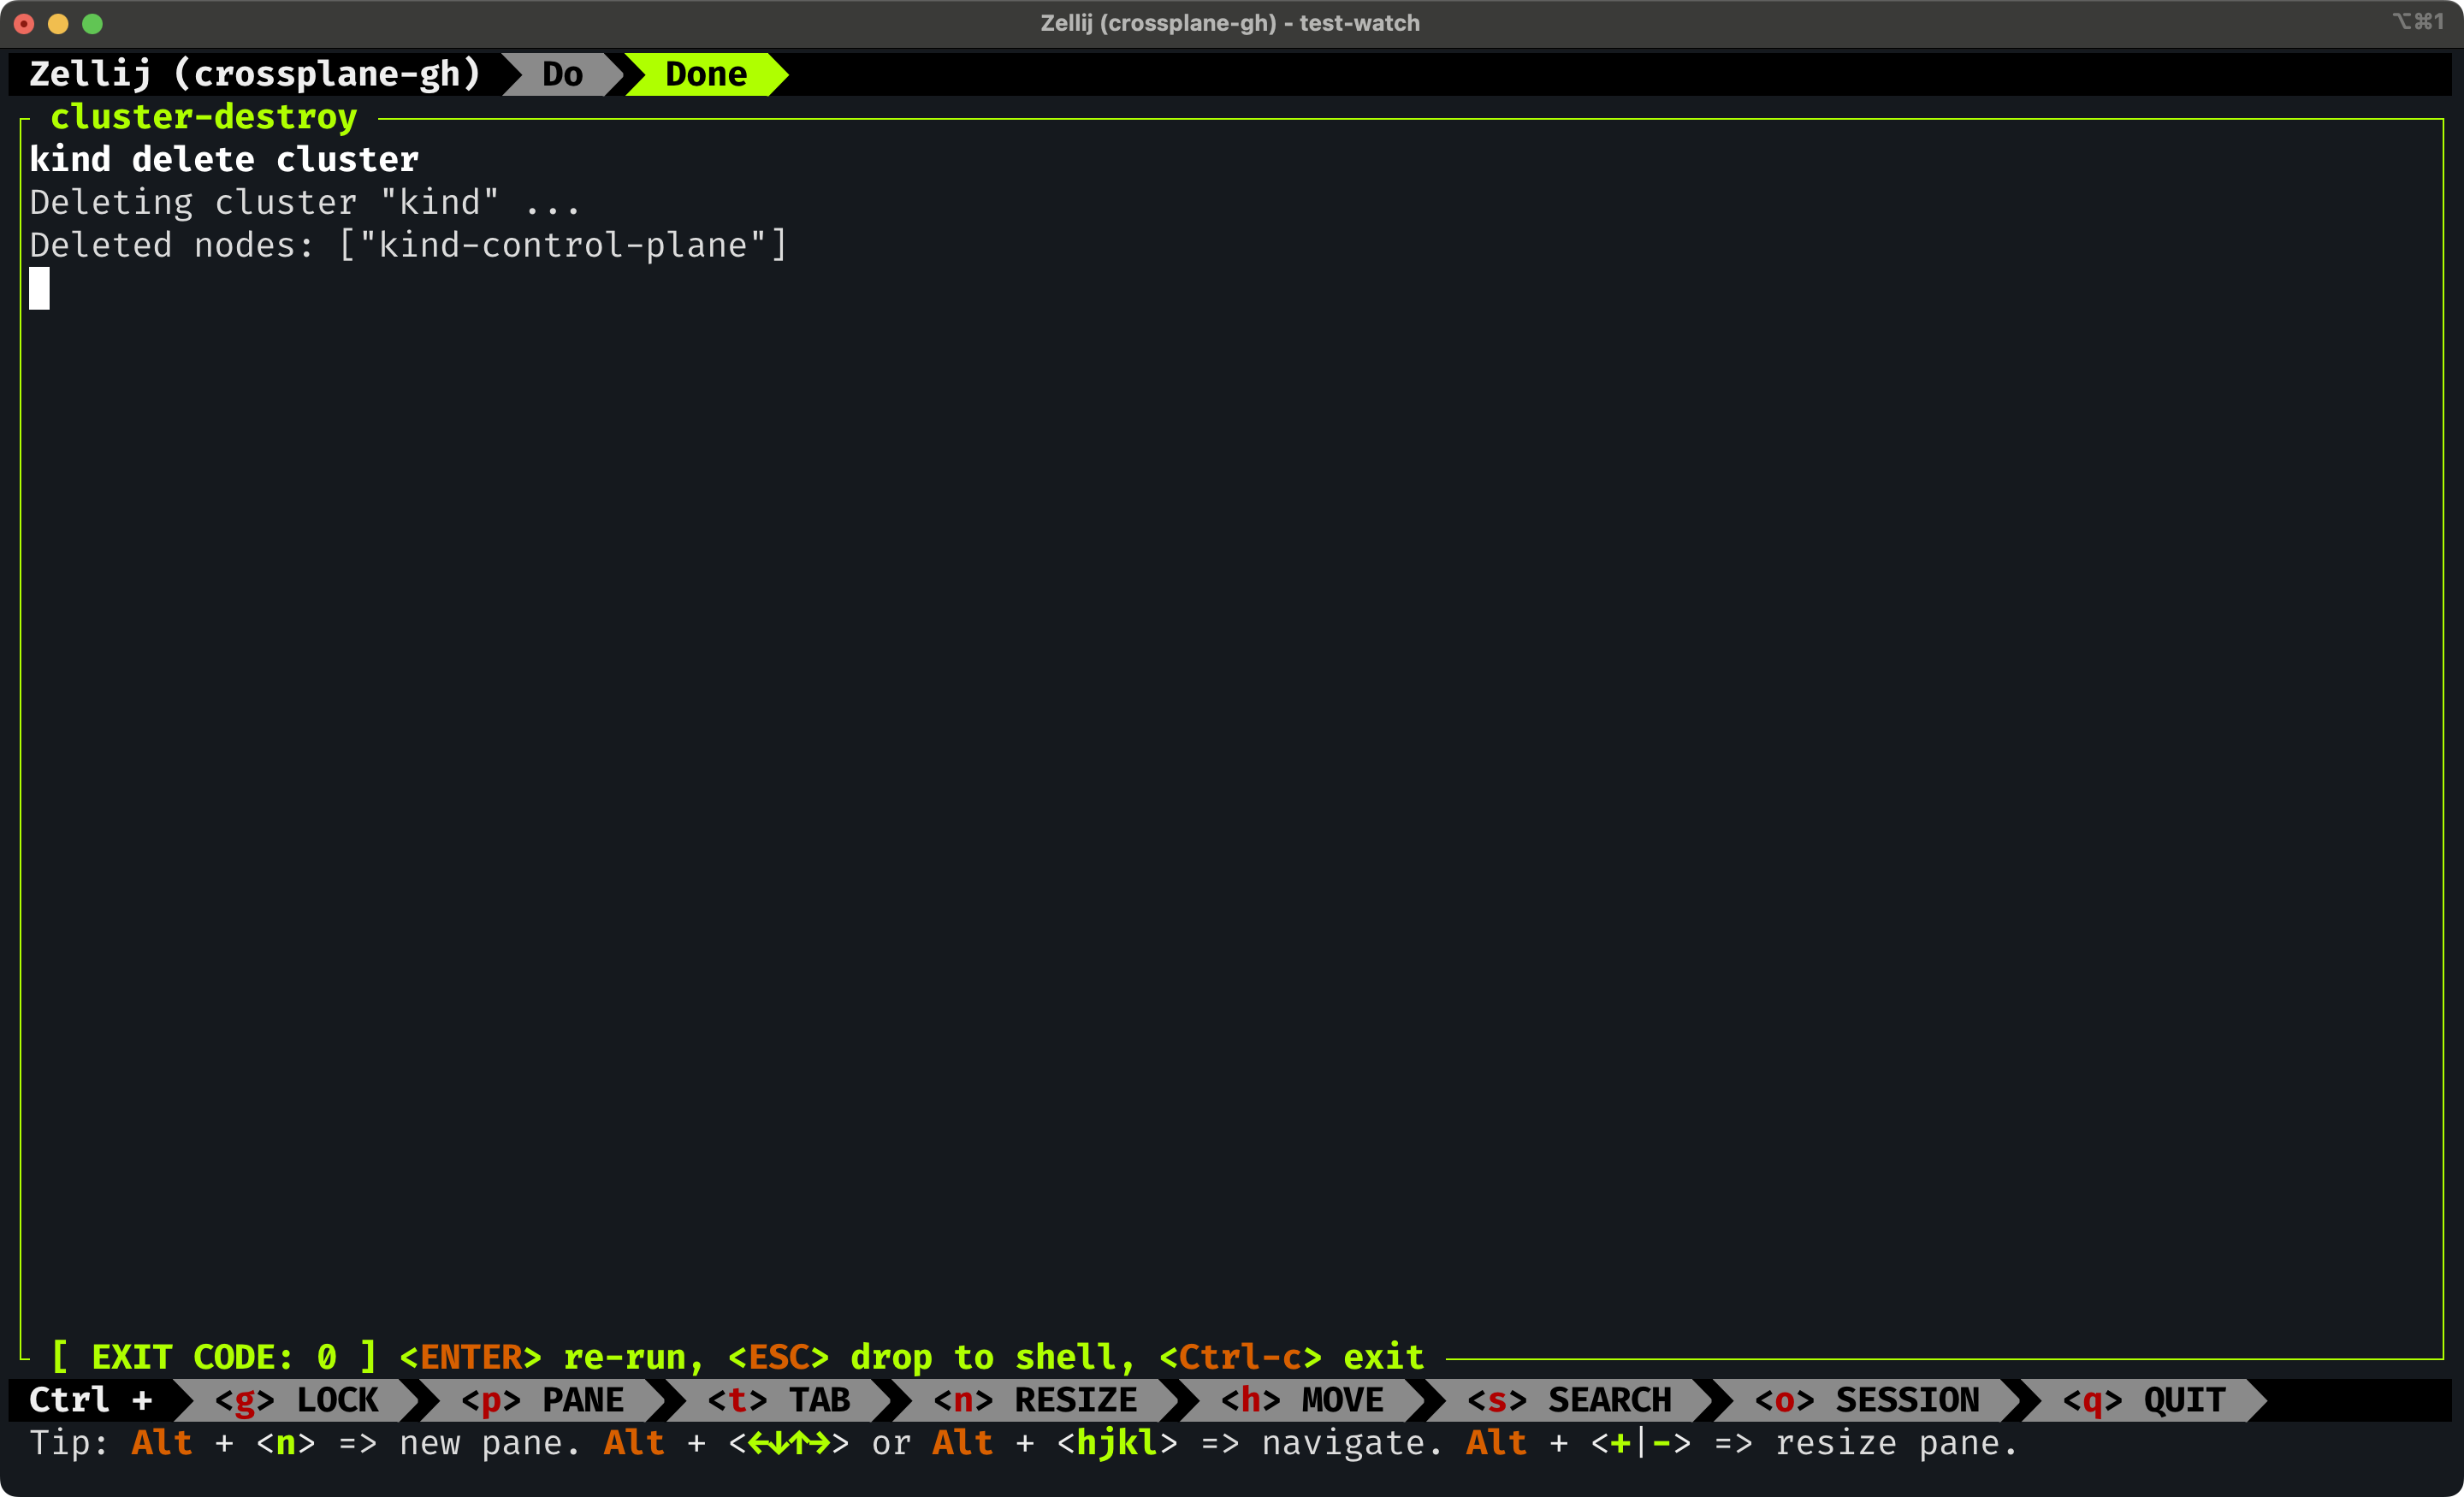 Zellij (crossplane-gh) - test-watch
⌥⌘1
Zellij (crossplane-gh) Do Done
cluster-destroy
kind delete cluster
Deleting cluster "kind" ...
Deleted nodes: ["kind-control-plane"]
[ EXIT CODE: 0 ] <ENTER> re-run, <ESC> drop to shell, <Ctrl-c> exit
Ctrl + <g> LOCK <p> PANE <t> TAB <n> RESIZE <h> MOVE <s> SEARCH <o> SESSION <q> QUIT
Tip: Alt + <n> => new pane. Alt + <←↓↑→> or Alt + <hjkl> => navigate. Alt + <+|-> => resize pane.